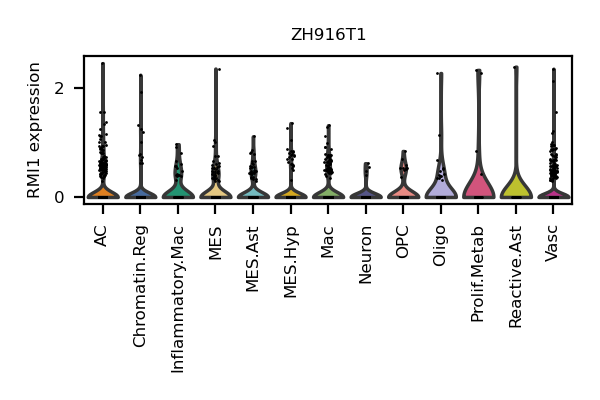 ZH916T1
RMI1 expression
2
0
AC
Chromatin.Reg
Inflammatory.Mac
MES
MES.Ast
MES.Hyp
Mac
Neuron
OPC
Oligo
Prolif.Metab
Reactive.Ast
Vasc